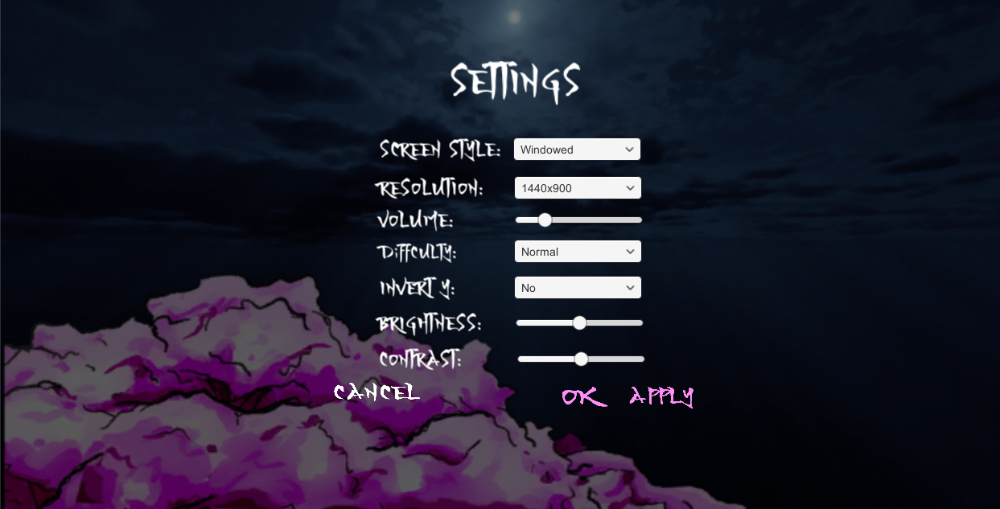 SETTINGS
SCREEN STYLE: Windowed
RESOLUTION: 1440x900
VOLUME:
DIFFCULTY: Normal
INVERT Y: No
BRIGHTNESS:
CONTRAST:
CANCEL OK APPLY